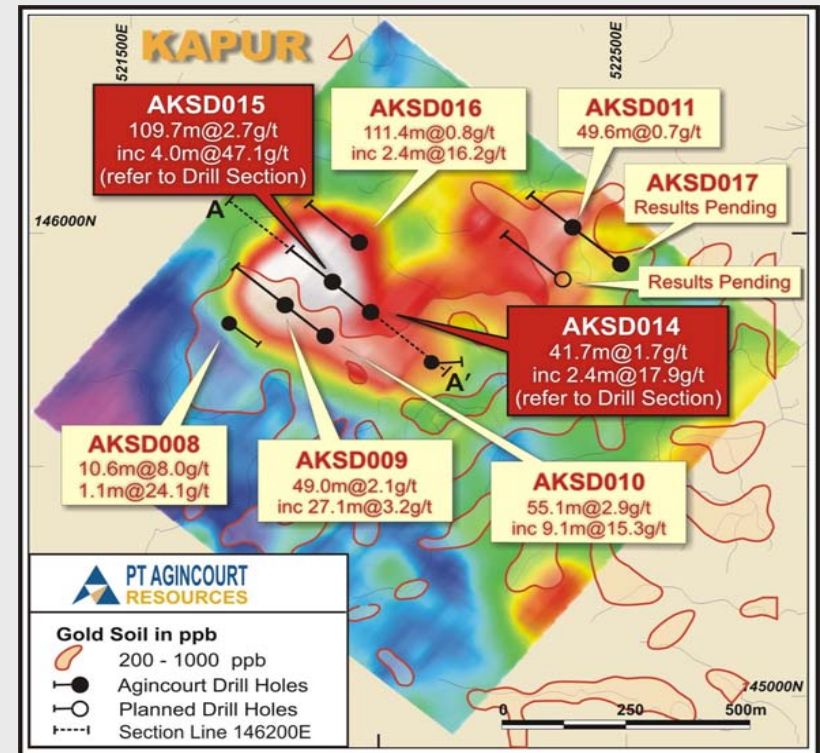 KAPUR
521500E
522500E
AKSD015
109.7m@2.7g/t
inc 4.0m@47.1g/t
(refer to Drill Section)
AKSD016
111.4m@0.8g/t
inc 2.4m@16.2g/t
AKSD011
49.6m@0.7g/t
AKSD017
Results Pending
146000N
A
Results Pending
AKSD014
41.7m@1.7g/t
inc 2.4m@17.9g/t
(refer to Drill Section)
A'
AKSD008
10.6m@8.0g/t
1.1m@24.1g/t
AKSD009
49.0m@2.1g/t
inc 27.1m@3.2g/t
AKSD010
55.1m@2.9g/t
inc 9.1m@15.3g/t
PT AGINCOURT
RESOURCES
Gold Soil in ppb
200 - 1000 ppb
Agincourt Drill Holes
Planned Drill Holes
Section Line 146200E
145000N
0 250 500m